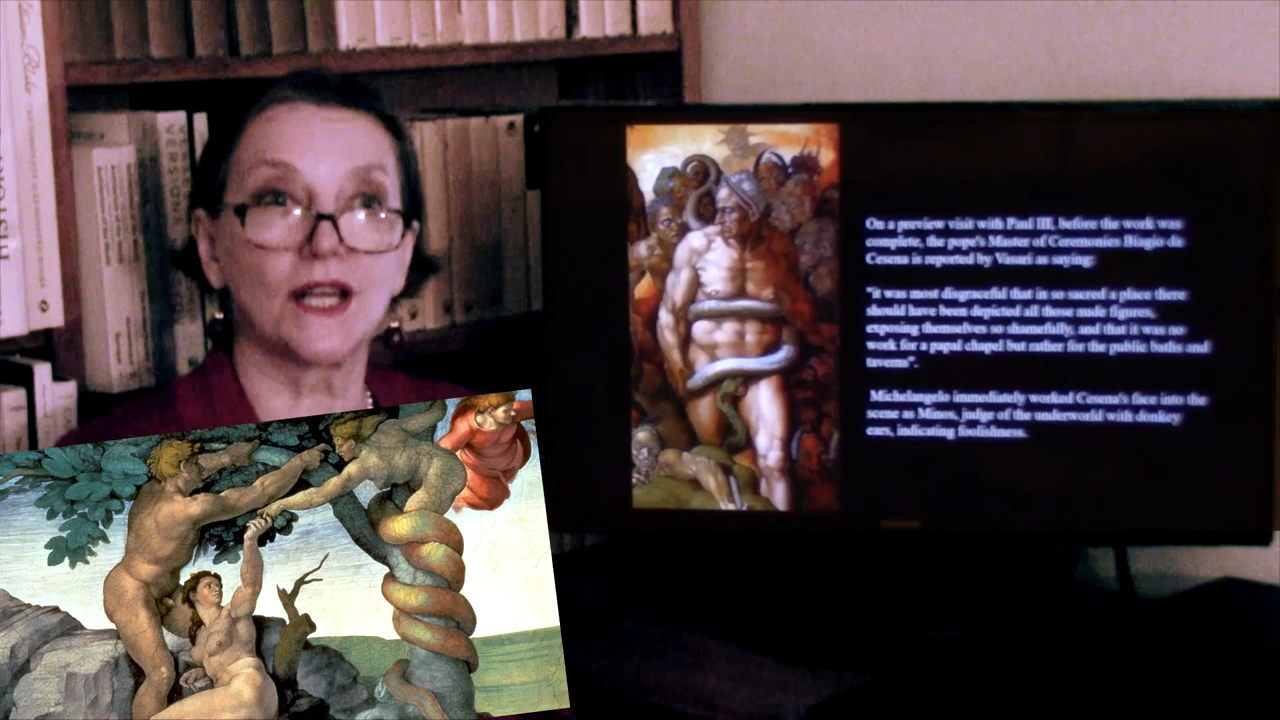 VERSIONS
On a preview visit with Paul III, before the work was
complete, the pope's Master of Ceremonies Biagio da
Cesena is reported by Vasari as saying:
"it was most disgraceful that in so sacred a place there
should have been depicted all those nude figures,
exposing themselves so shamefully, and that it was no
work for a papal chapel but rather for the public baths and
taverns".
Michelangelo immediately worked Cesena's face into the
scene as Minos, judge of the underworld with donkey
ears, indicating foolishness.